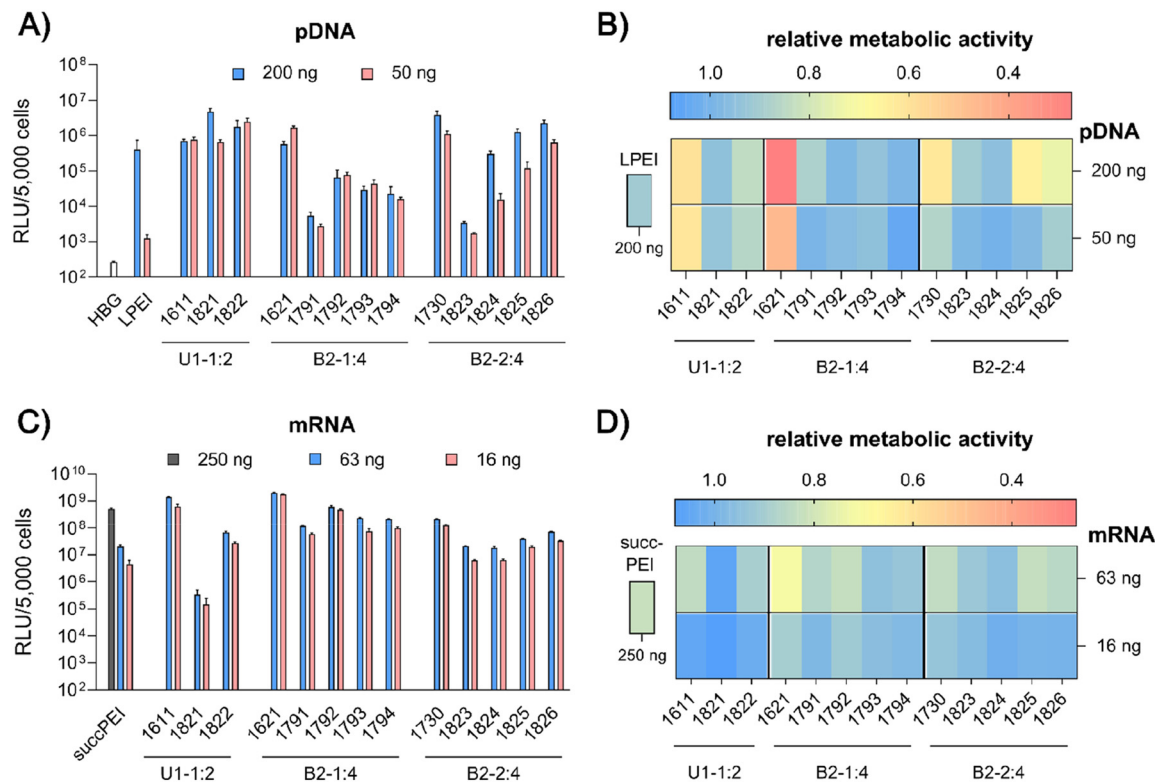 A)
pDNA
200 ng 50 ng
RLU/5,000 cells
10⁸
10⁷
10⁶
10⁵
10⁴
10³
10²
HBG LPEI 1611 1821 1822 1621 1791 1792 1793 1794 1730 1823 1824 1825 1826
U1-1:2 B2-1:4 B2-2:4
B)
relative metabolic activity
1.0 0.8 0.6 0.4
pDNA
LPEI
200 ng
200 ng
50 ng
1611 1821 1822 1621 1791 1792 1793 1794 1730 1823 1824 1825 1826
U1-1:2 B2-1:4 B2-2:4
C)
mRNA
250 ng 63 ng 16 ng
RLU/5,000 cells
10¹⁰
10⁹
10⁸
10⁷
10⁶
10⁵
10⁴
10³
10²
succPEI 1611 1821 1822 1621 1791 1792 1793 1794 1730 1823 1824 1825 1826
U1-1:2 B2-1:4 B2-2:4
D)
relative metabolic activity
1.0 0.8 0.6 0.4
mRNA
succ-
PEI
250 ng
63 ng
16 ng
1611 1821 1822 1621 1791 1792 1793 1794 1730 1823 1824 1825 1826
U1-1:2 B2-1:4 B2-2:4